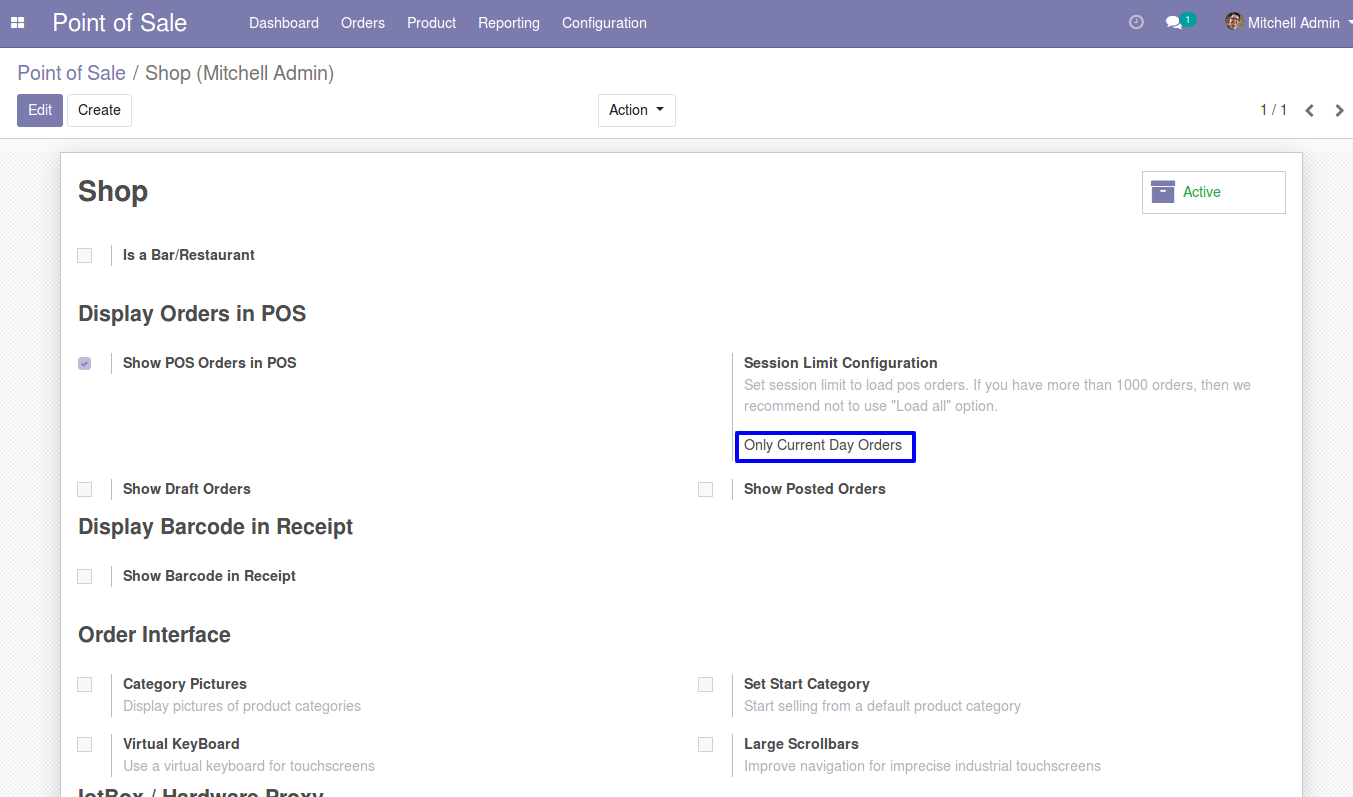 Point of Sale Dashboard Orders Product Reporting Configuration 1 Mitchell Admin
Point of Sale / Shop (Mitchell Admin)
Edit Create Action 1 / 1
Shop
Active
Is a Bar/Restaurant
Display Orders in POS
Show POS Orders in POS
Session Limit Configuration
Set session limit to load pos orders. If you have more than 1000 orders, then we
recommend not to use "Load all" option.
Only Current Day Orders
Show Draft Orders
Show Posted Orders
Display Barcode in Receipt
Show Barcode in Receipt
Order Interface
Category Pictures
Display pictures of product categories
Set Start Category
Start selling from a default product category
Virtual KeyBoard
Use a virtual keyboard for touchscreens
Large Scrollbars
Improve navigation for imprecise industrial touchscreens
IotBox / Hardware Proxy